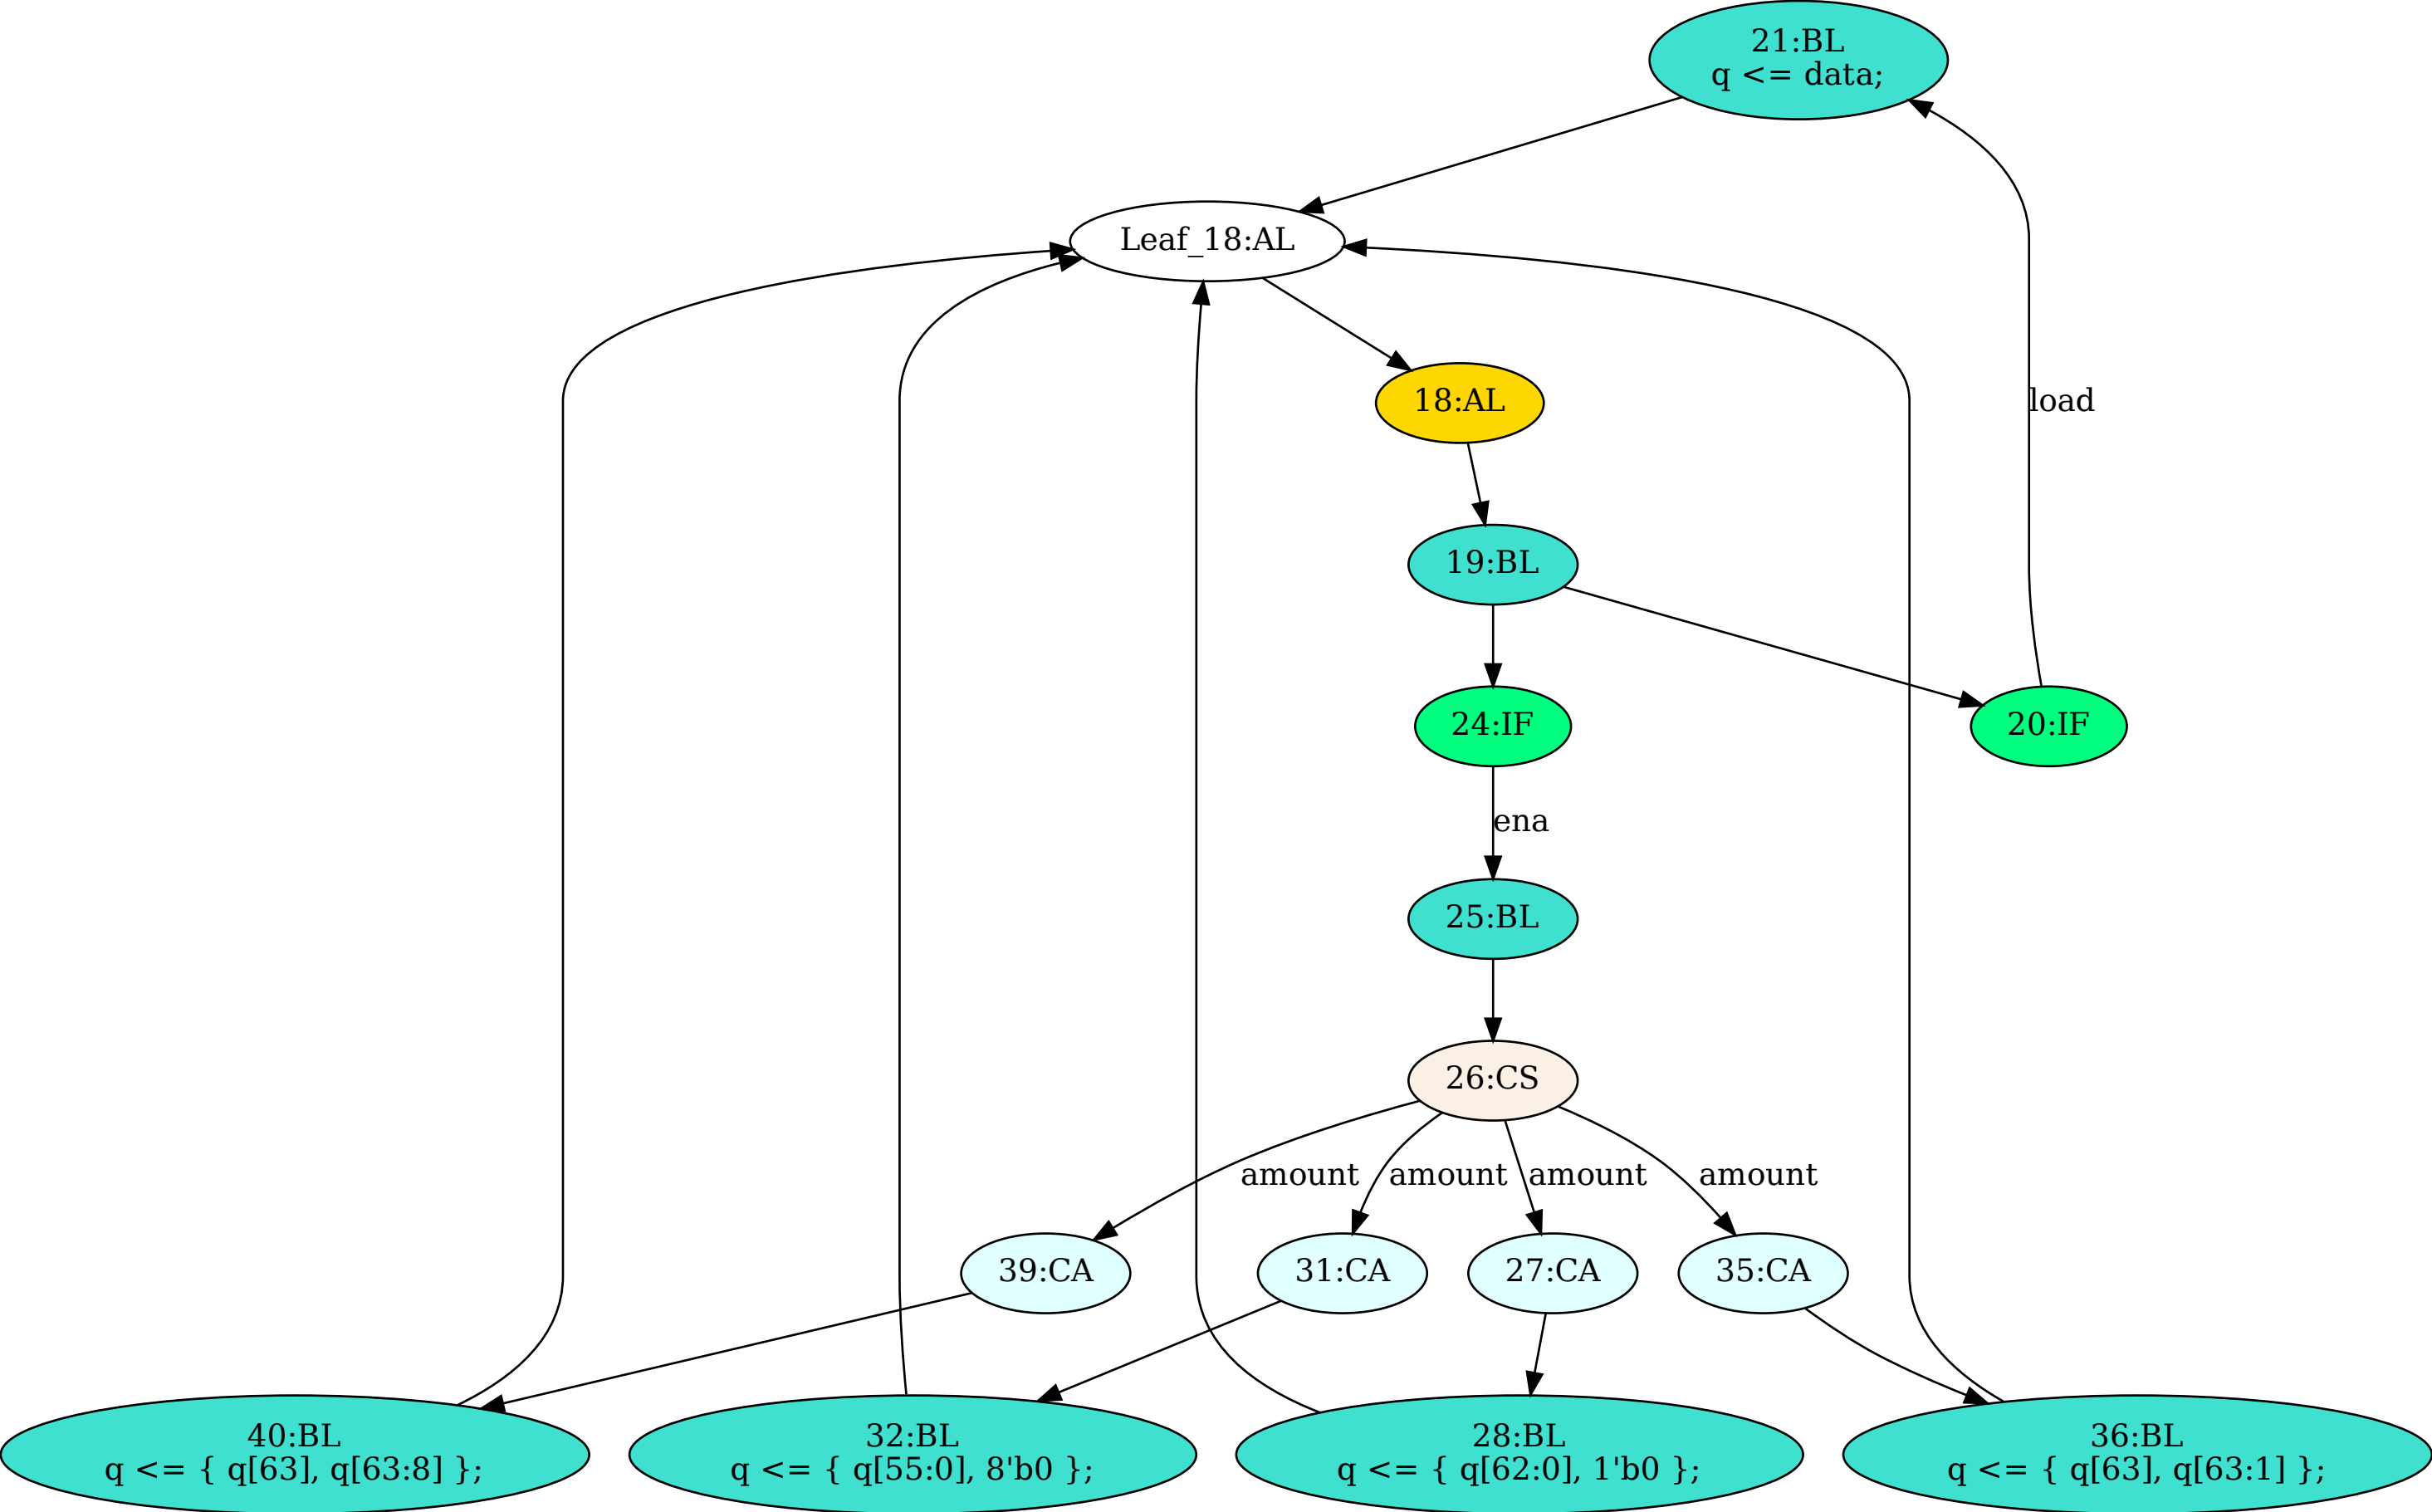 21:BL
q <= data;
Leaf_18:AL
18:AL
load
19:BL
24:IF
20:IF
ena
25:BL
26:CS
amount
amount
amount
amount
39:CA
31:CA
27:CA
35:CA
40:BL
q <= { q[63], q[63:8] };
32:BL
q <= { q[55:0], 8'b0 };
28:BL
q <= { q[62:0], 1'b0 };
36:BL
q <= { q[63], q[63:1] };